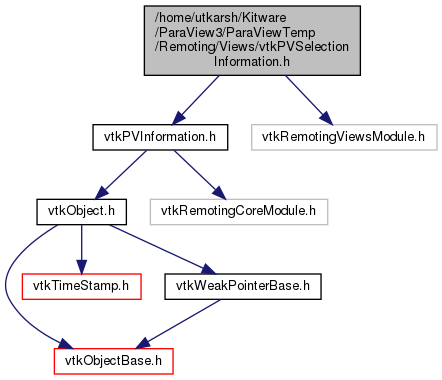 /home/utkarsh/Kitware
/ParaView3/ParaViewTemp
/Remoting/Views/vtkPVSelection
Information.h
vtkPVInformation.h
vtkRemotingViewsModule.h
vtkObject.h
vtkRemotingCoreModule.h
vtkTimeStamp.h
vtkWeakPointerBase.h
vtkObjectBase.h